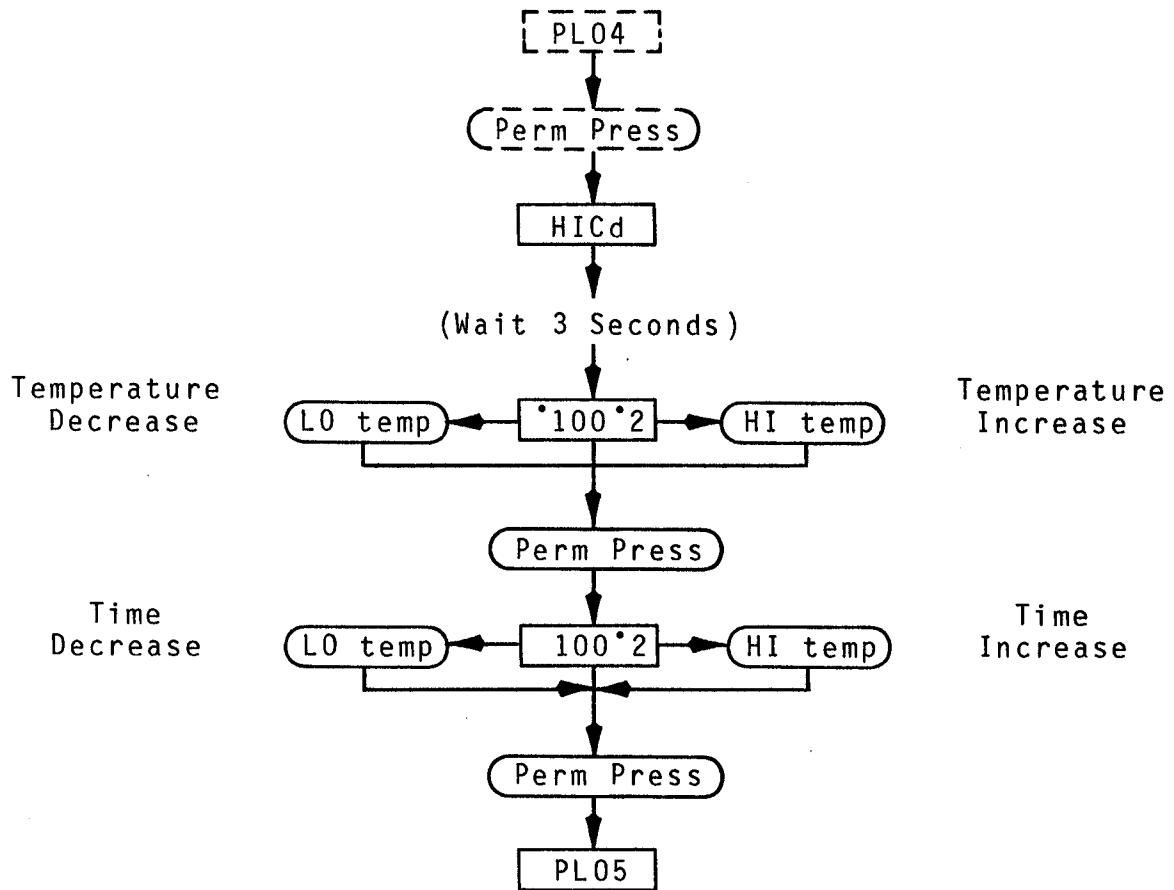 PL04
Perm Press
HICd
(Wait 3 Seconds)
Temperature
Decrease
LO temp
°100°2
HI temp
Temperature
Increase
Perm Press
Time
Decrease
LO temp
100°2
HI temp
Time
Increase
Perm Press
PL05